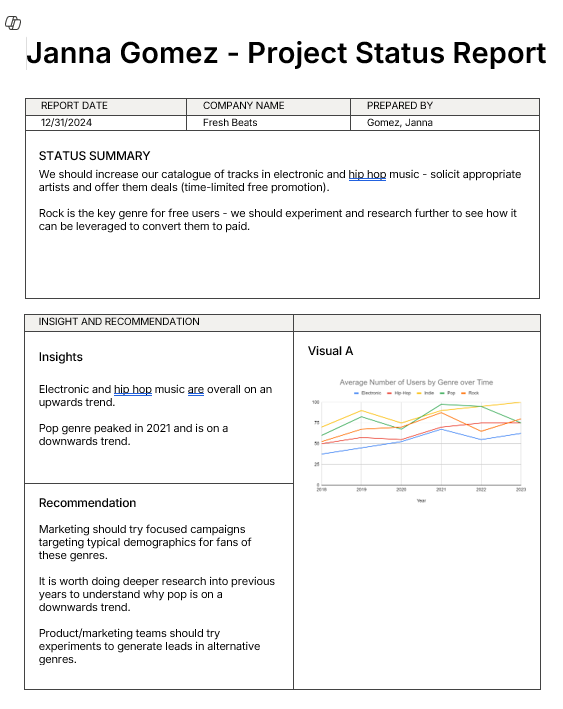 Janna Gomez - Project Status Report
REPORT DATE
COMPANY NAME
PREPARED BY
12/31/2024
Fresh Beats
Gomez, Janna
STATUS SUMMARY
We should increase our catalogue of tracks in electronic and hip hop music - solicit appropriate
artists and offer them deals (time-limited free promotion).
Rock is the key genre for free users - we should experiment and research further to see how it
can be leveraged to convert them to paid.
INSIGHT AND RECOMMENDATION
Insights
Electronic and hip hop music are overall on an
upwards trend.
Pop genre peaked in 2021 and is on a
downwards trend.
Recommendation
Marketing should try focused campaigns
targeting typical demographics for fans of
these genres.
It is worth doing deeper research into previous
years to understand why pop is on a
downwards trend.
Product/marketing teams should try
experiments to generate leads in alternative
genres.
Visual A
Average Number of Users by Genre over Time
Electronic Hip Hop Indie Pop Rock
100
75
50
25
0
2018 2019 2020 2021 2022 2023
Year